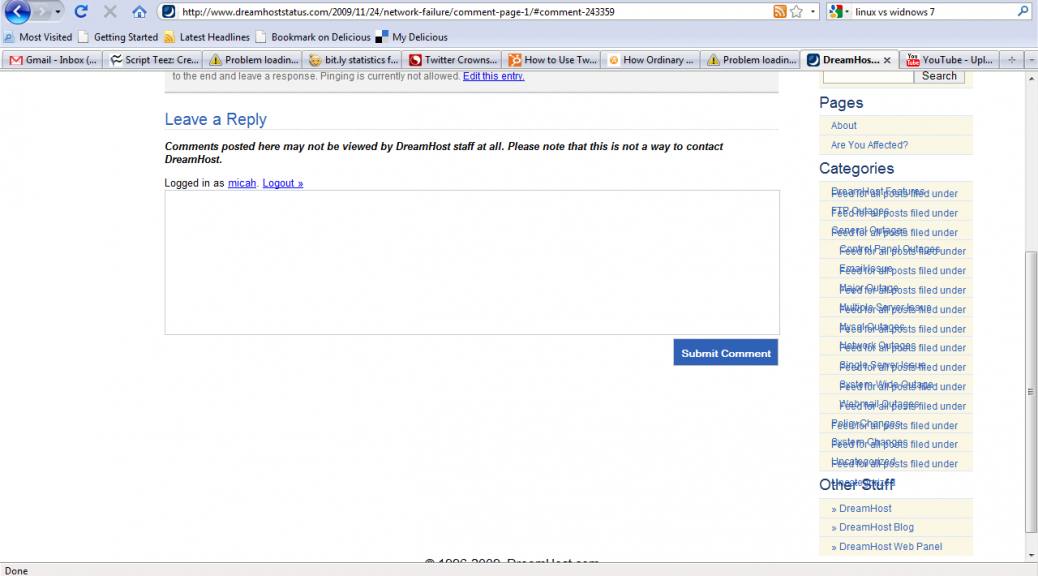 http://www.dreamhoststatus.com/2009/11/24/network-failure/comment-page-1/#comment-243359
linux vs widnows 7
Most Visited Getting Started Latest Headlines Bookmark on Delicious My Delicious
Gmail - Inbox (... Script Teez: Cre... Problem loadin... bit.ly statistics f... Twitter Crowns... How to Use Tw... How Ordinary ... Problem loadin... DreamHos... YouTube - Upl...
to the end and leave a response. Pinging is currently not allowed. Edit this entry.
Leave a Reply
Comments posted here may not be viewed by DreamHost staff at all. Please note that this is not a way to contact
DreamHost.
Logged in as micah. Logout »
Submit Comment
Search
Pages
About
Are You Affected?
Categories
DreamHost Features
Feed for all posts filed under
FTP Outages
Feed for all posts filed under
General Outages
Feed for all posts filed under
Control Panel Outages
Feed for all posts filed under
Email Issue
Feed for all posts filed under
Major Outage
Feed for all posts filed under
Multiple Server Issue
Feed for all posts filed under
Mysql Outages
Feed for all posts filed under
Network Outages
Feed for all posts filed under
Single Server Issue
Feed for all posts filed under
System Wide Outage
Feed for all posts filed under
Webmail Outages
Feed for all posts filed under
Policy Changes
Feed for all posts filed under
System Changes
Feed for all posts filed under
Uncategorized
Feed for all posts filed under
Uncategorized
Other Stuff
» DreamHost
» DreamHost Blog
» DreamHost Web Panel
© 1996-2009, DreamHost.com
Done